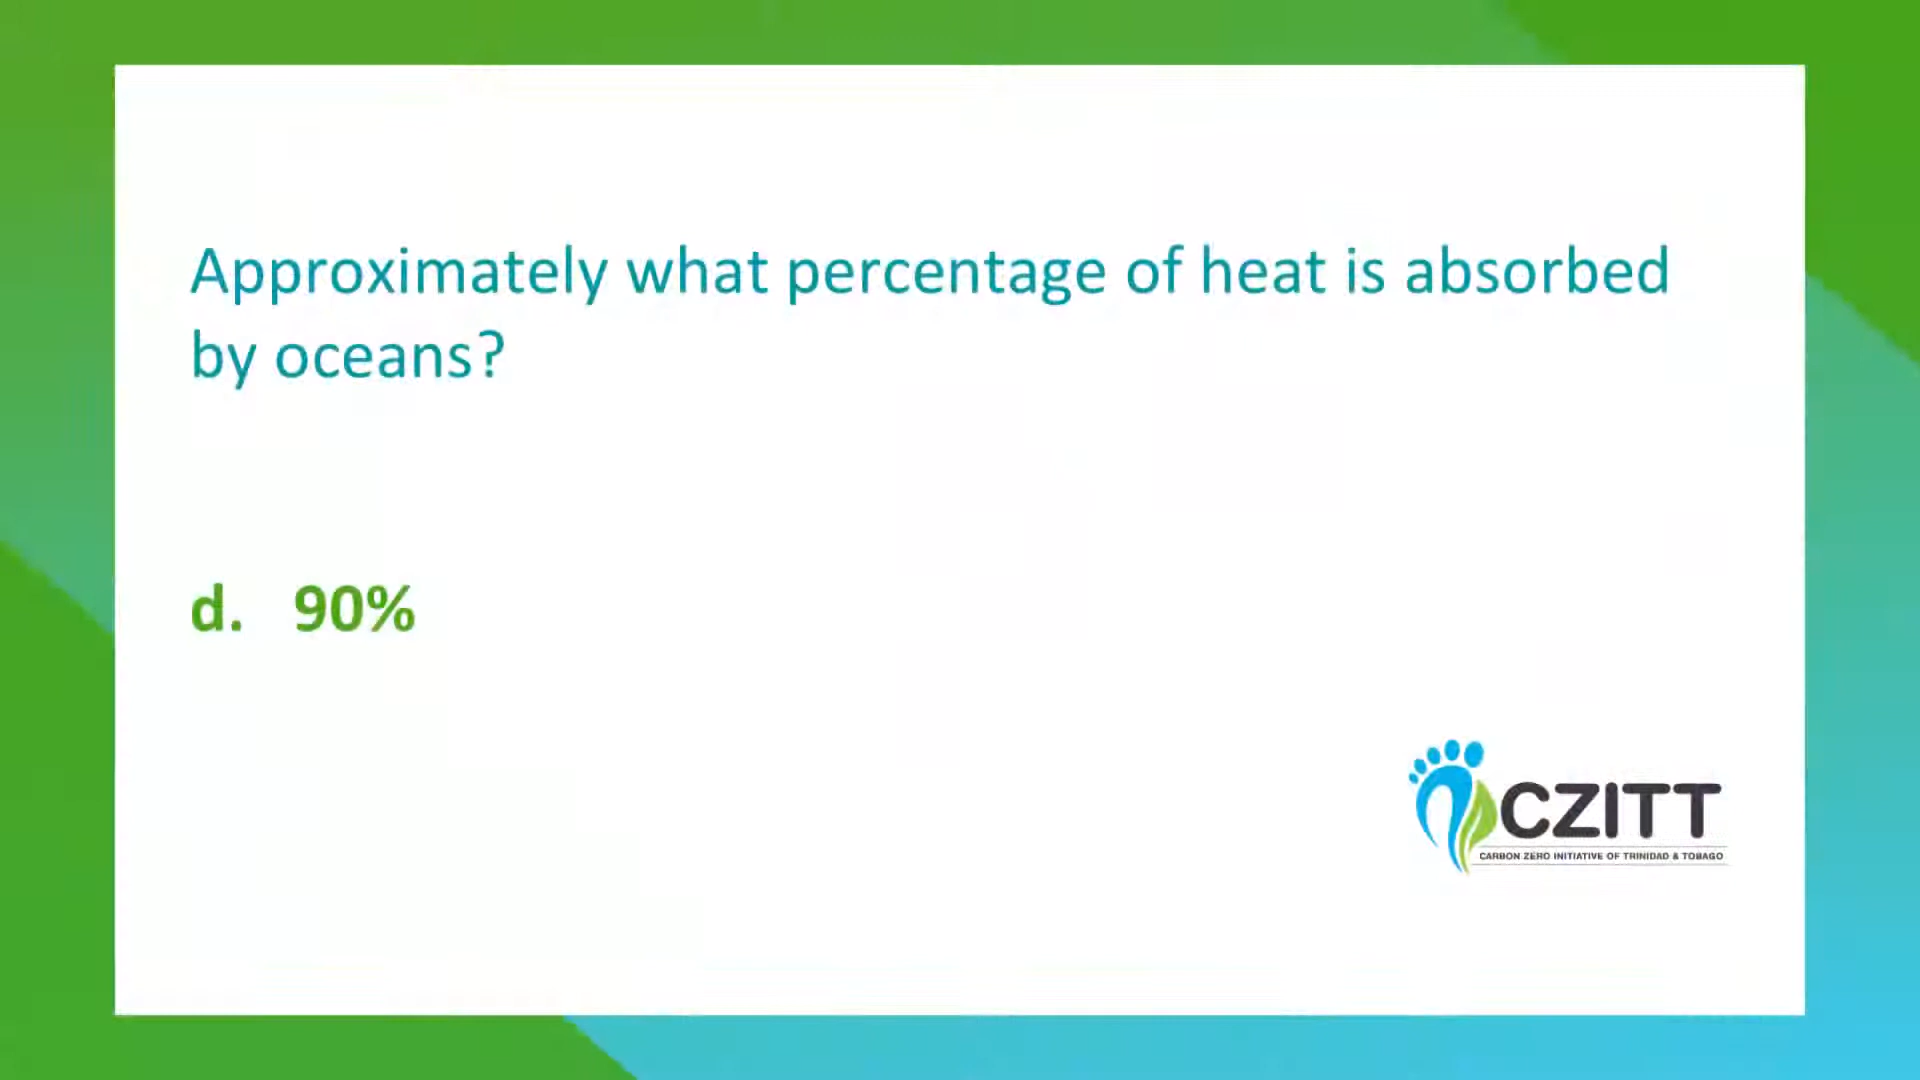 Approximately what percentage of heat is absorbed
by oceans?
d. 90%
CZITT
CARBON ZERO INITIATIVE OF TRINIDAD & TOBAGO